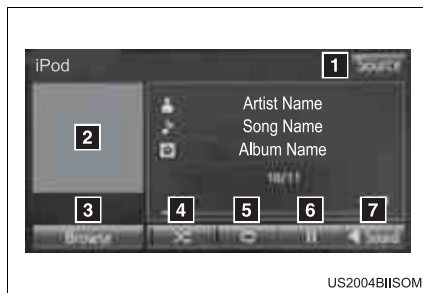 iPod
1 Source
Artist Name
2 Song Name
Album Name
10/11
3 4 5 6 7
Browse Sound
US2004BIISOM